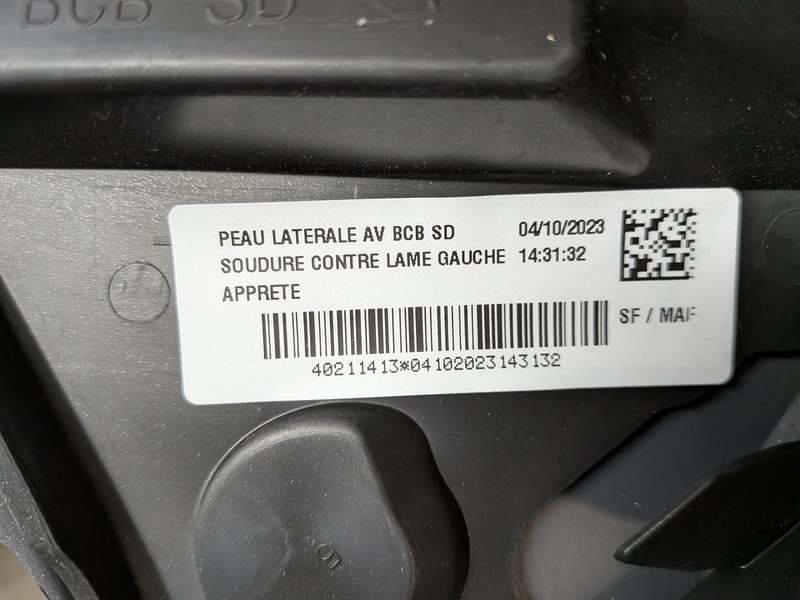 BCB SD
PEAU LATERALE AV BCB SD 04/10/2023
SOUDURE CONTRE LAME GAUCHE 14:31:32
APPRETE
SF / MAF
40211413*04102023143132
5